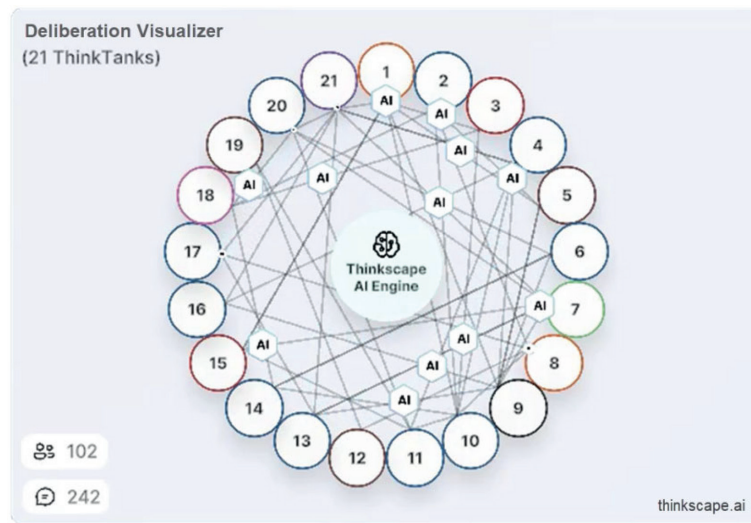 Deliberation Visualizer
(21 ThinkTanks)
1
2
3
4
5
6
7
8
9
10
11
12
13
14
15
16
17
18
19
20
21
AI
AI
AI
AI
AI
AI
AI
AI
AI
AI
AI
AI
Thinkscape
AI Engine
102
242
thinkscape.ai